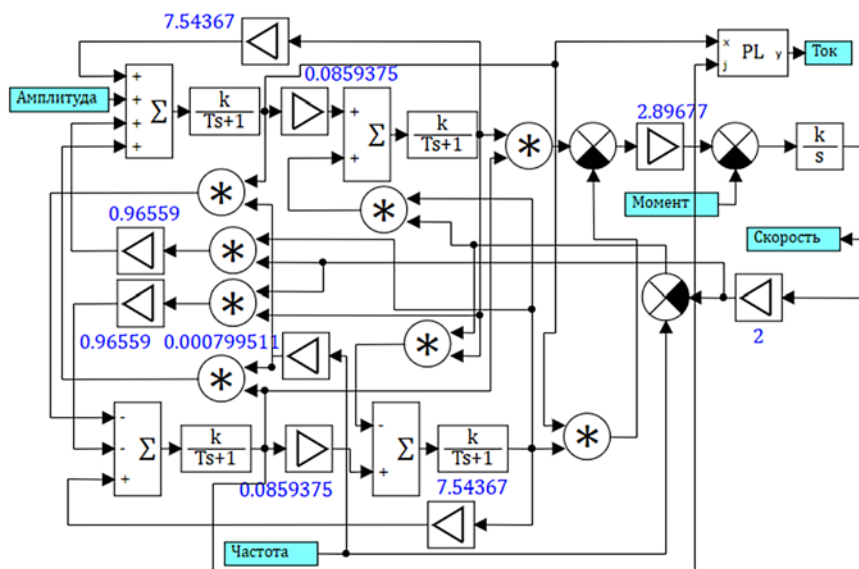 7.54367
x
PL
y
Ток
j
0.0859375
Амплитуда
+
+
+
+
Σ
k
Ts+1
+
+
Σ
k
Ts+1
*
2.89677
k
s
*
*
Момент
0.96559
*
Скорость
*
0.96559
0.000799511
*
2
*
-
-
+
Σ
k
Ts+1
-
+
Σ
k
Ts+1
*
0.0859375
7.54367
Частота